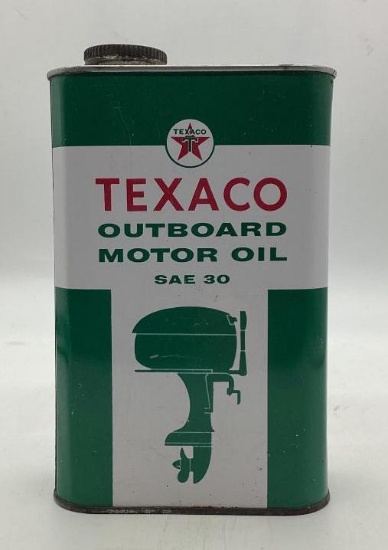 TEXACO
T
TEXACO
OUTBOARD
MOTOR OIL
SAE 30